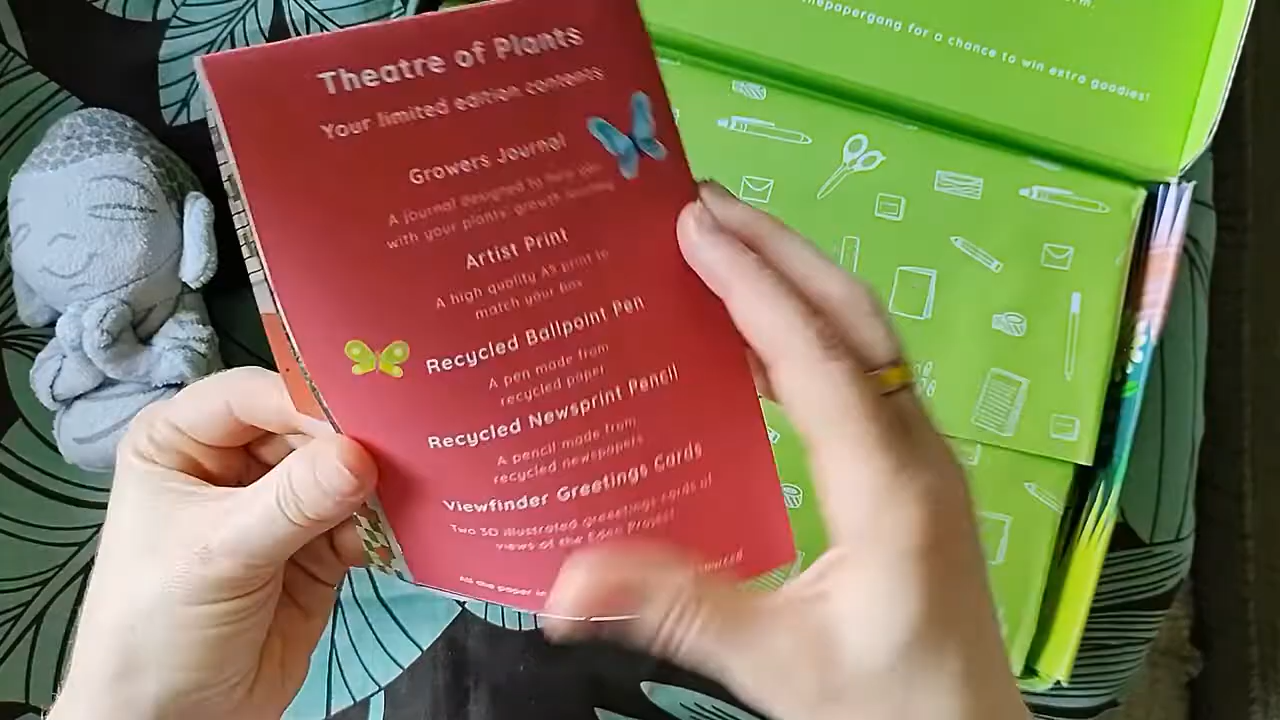 thepapergang for a chance to win extra goodies!
Theatre of Plants
Your limited edition contents
Growers Journal
A journal designed to help you
with your plants' growth journey
Artist Print
A high quality A5 print to
match your box
Recycled Ballpoint Pen
A pen made from
recycled paper
Recycled Newsprint Pencil
A pencil made from
recycled newspapers
Viewfinder Greetings Cards
Two 3D illustrated greetings cards of
views of the Eden Project
All the paper